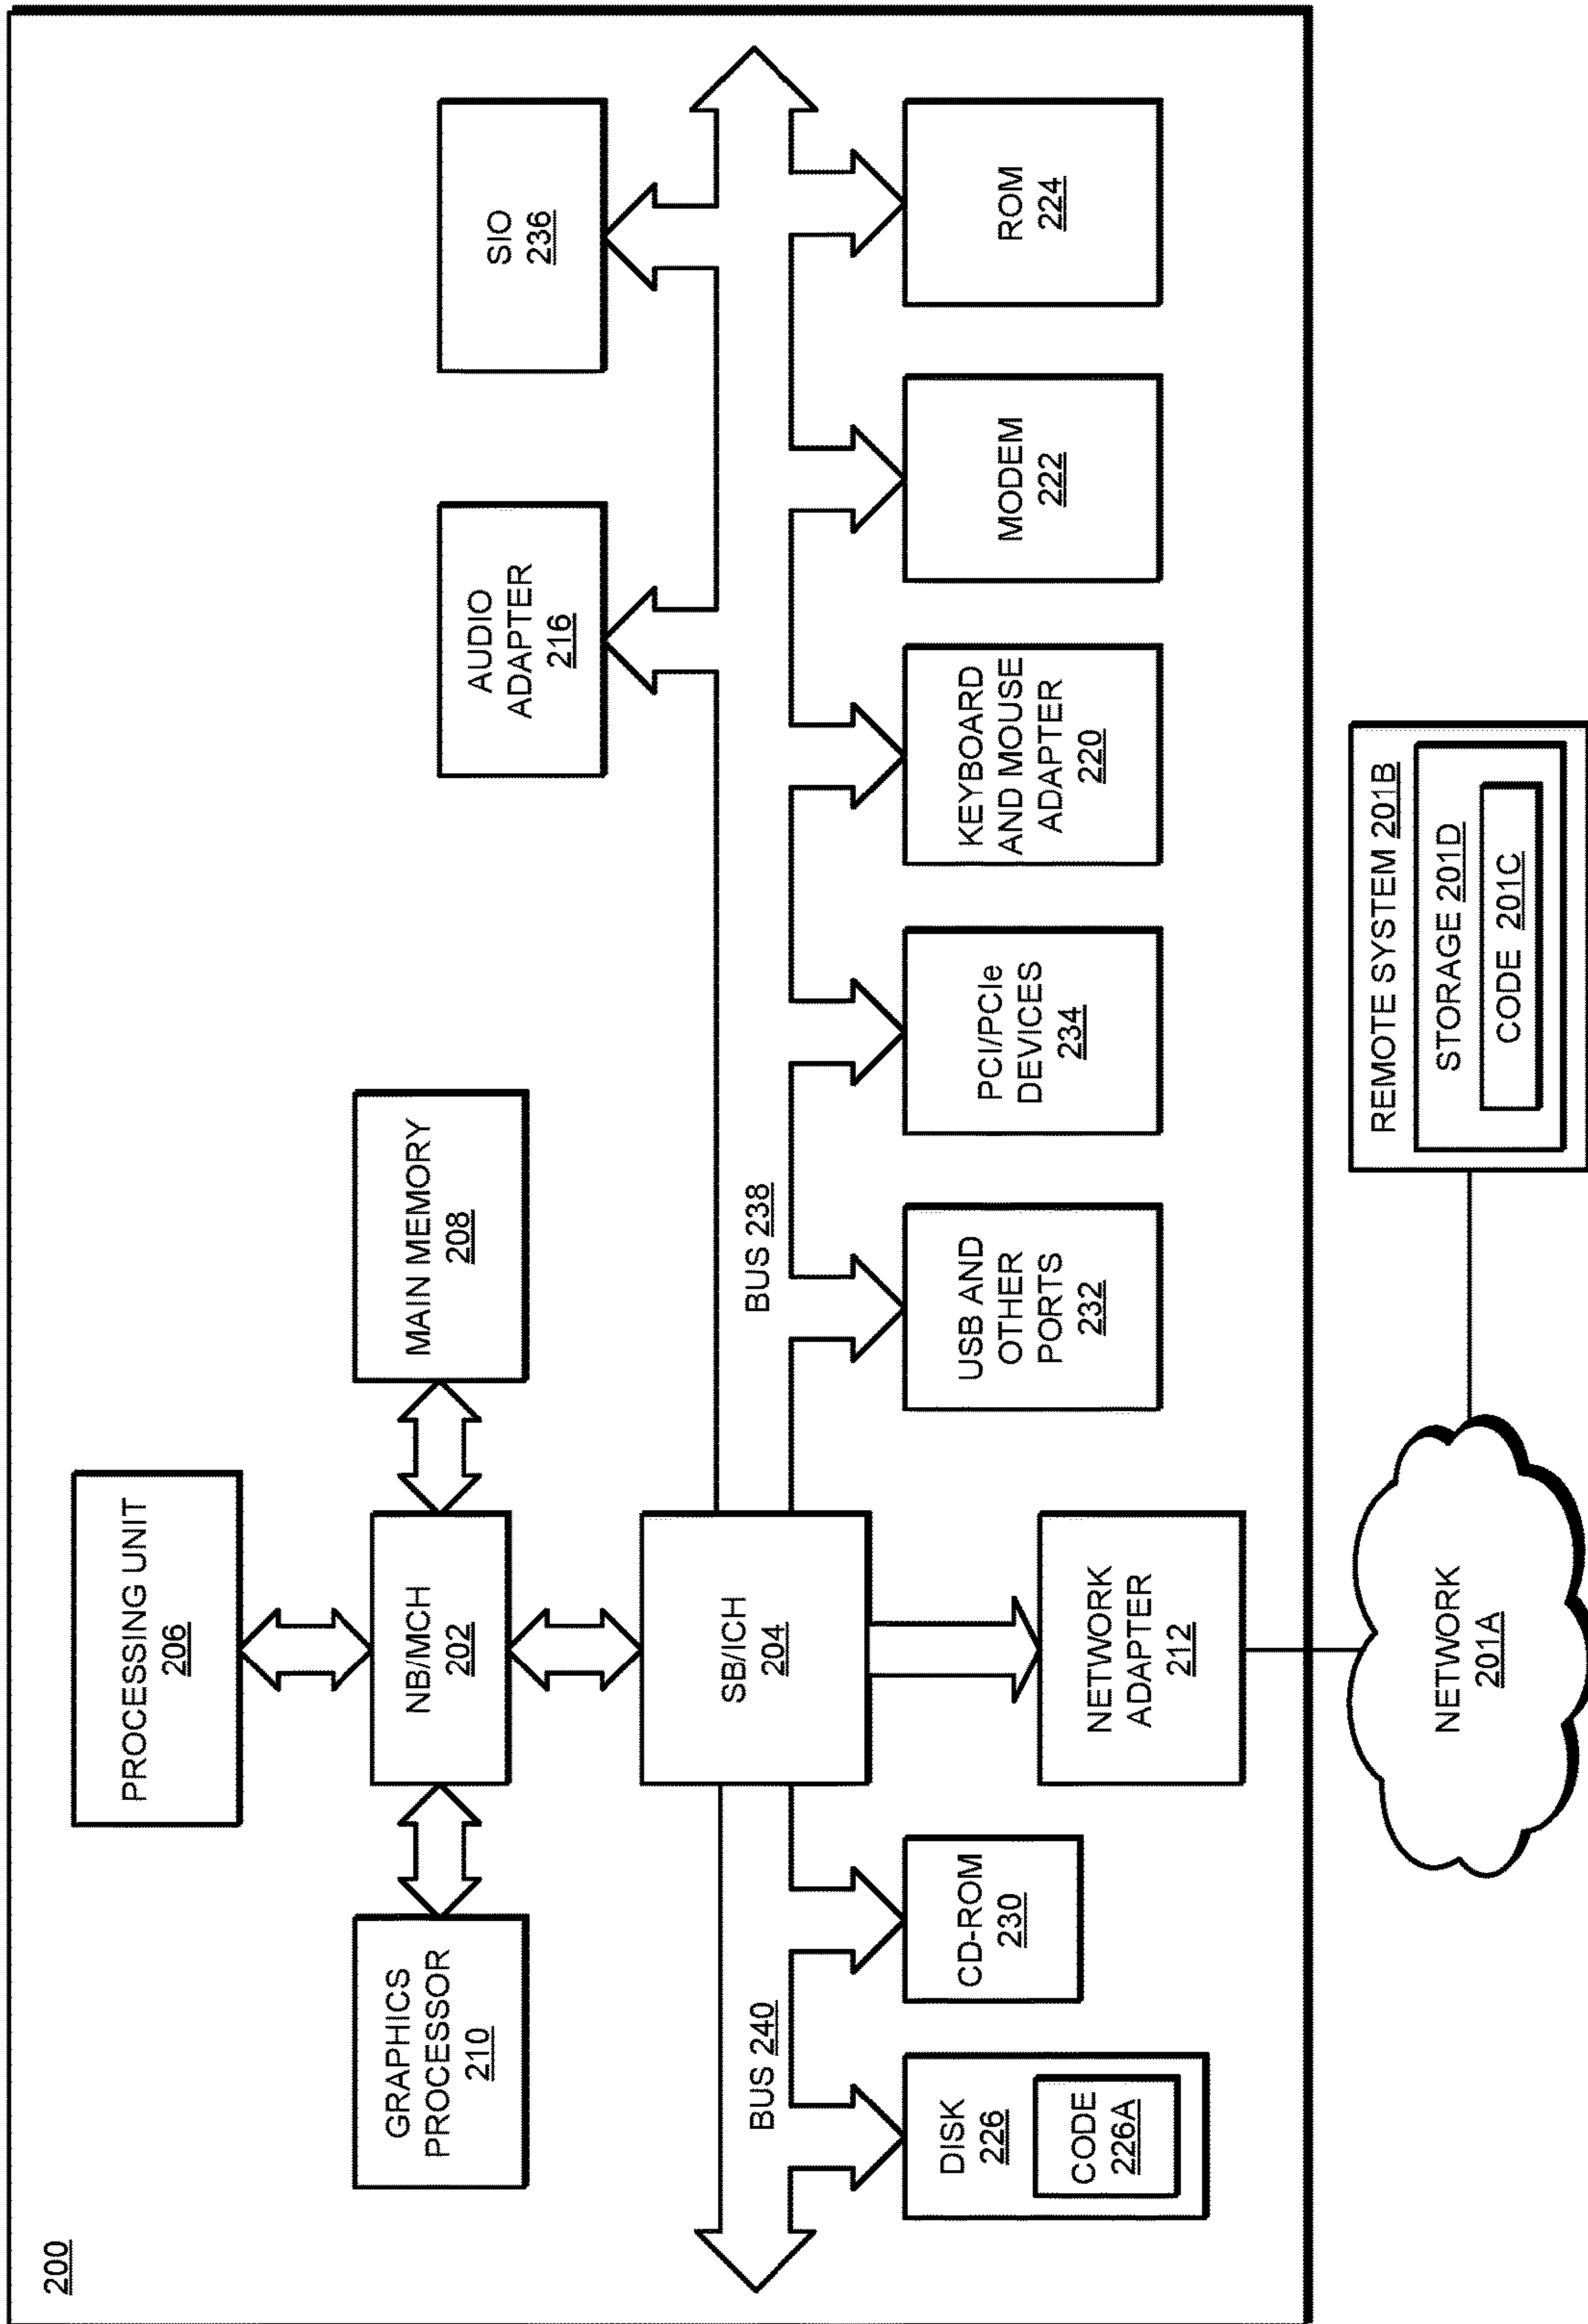 200
PROCESSING UNIT
206
GRAPHICS
PROCESSOR
210
NB/MCH
202
MAIN MEMORY
208
AUDIO
ADAPTER
216
SIO
236
SB/ICH
204
BUS 240
BUS 238
DISK
226
CODE
226A
CD-ROM
230
NETWORK
ADAPTER
212
USB AND
OTHER
PORTS
232
PCI/PCIe
DEVICES
234
KEYBOARD
AND MOUSE
ADAPTER
220
MODEM
222
ROM
224
NETWORK
201A
REMOTE SYSTEM 201B
STORAGE 201D
CODE 201C